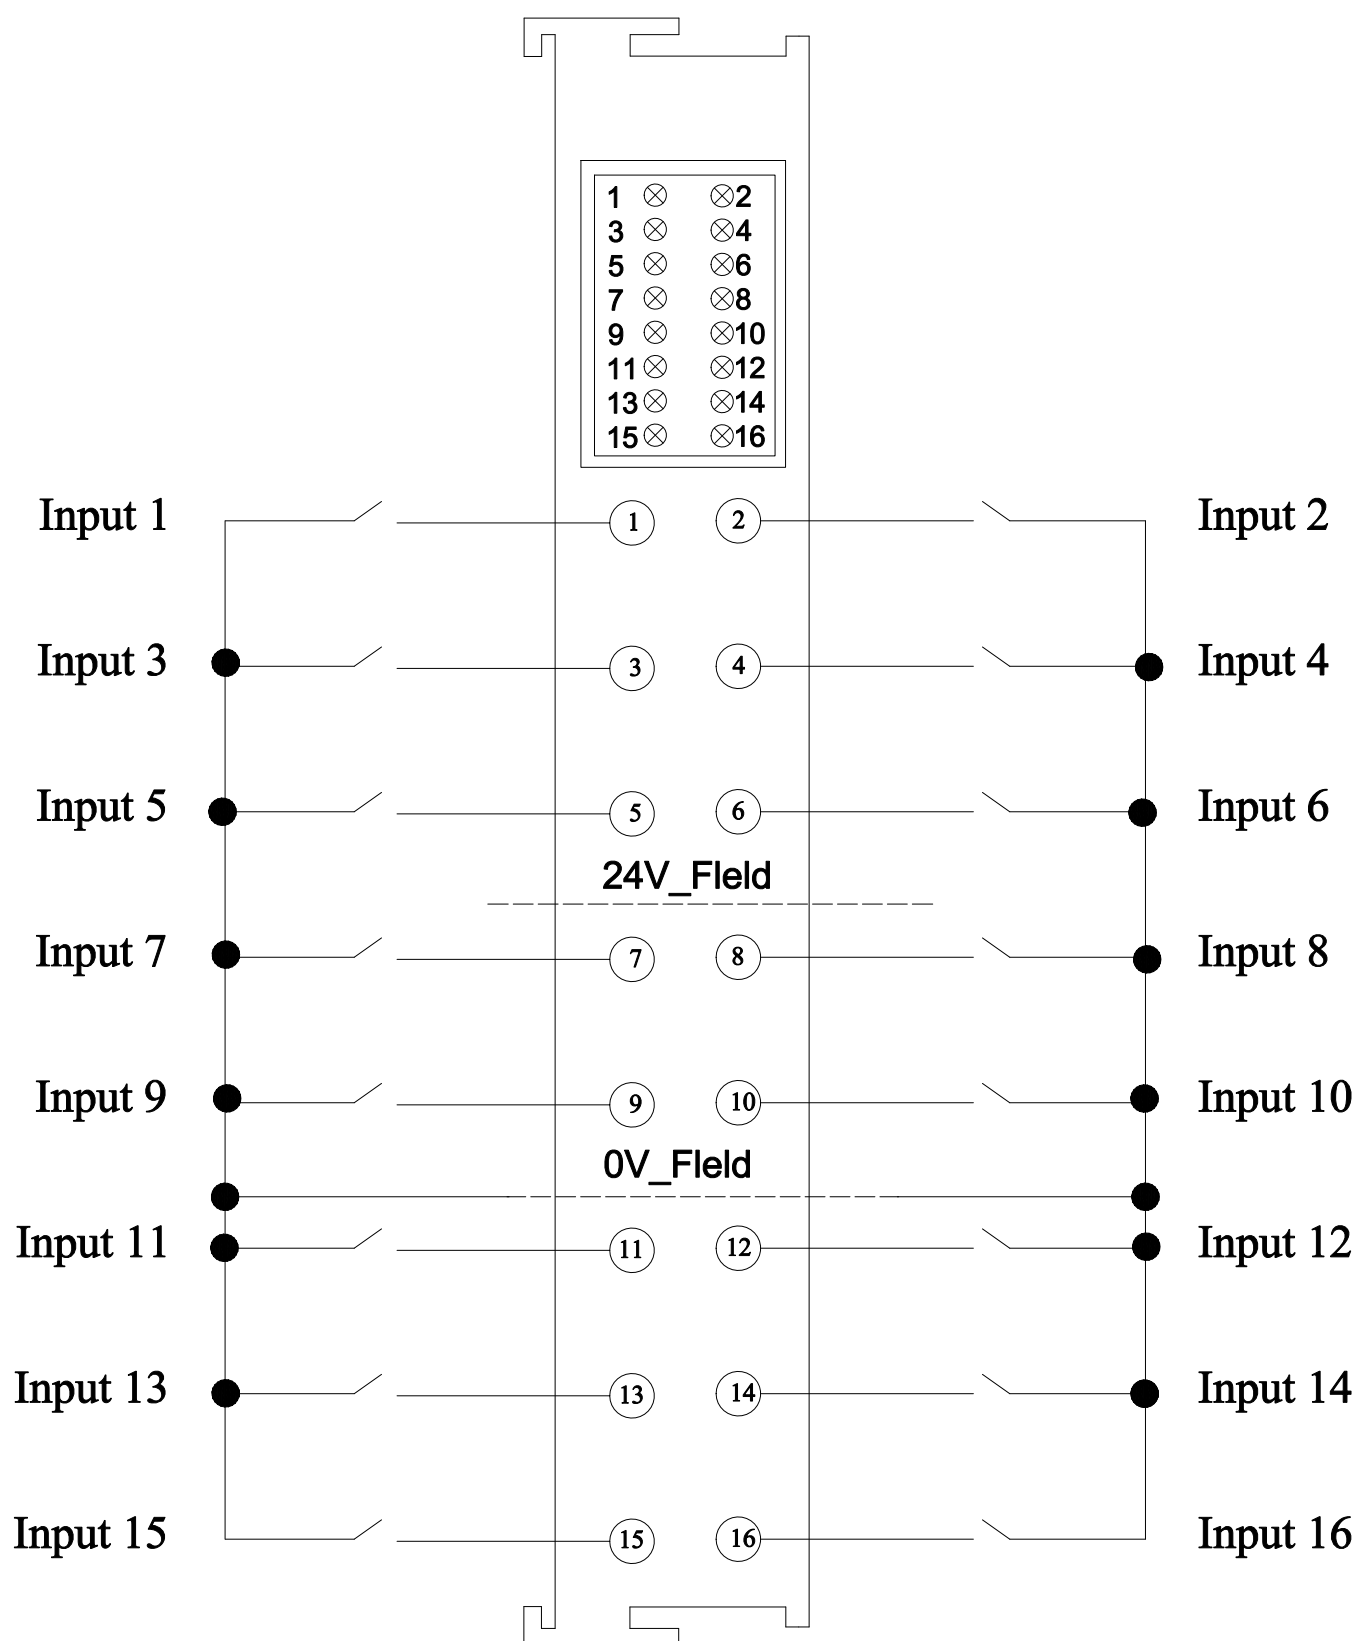 1 2
3 4
5 6
7 8
9 10
11 12
13 14
15 16
Input 1 1 2 Input 2
Input 3 3 4 Input 4
Input 5 5 6 Input 6
24V_FIeld
Input 7 7 8 Input 8
Input 9 9 10 Input 10
0V_FIeld
Input 11 11 12 Input 12
Input 13 13 14 Input 14
Input 15 15 16 Input 16